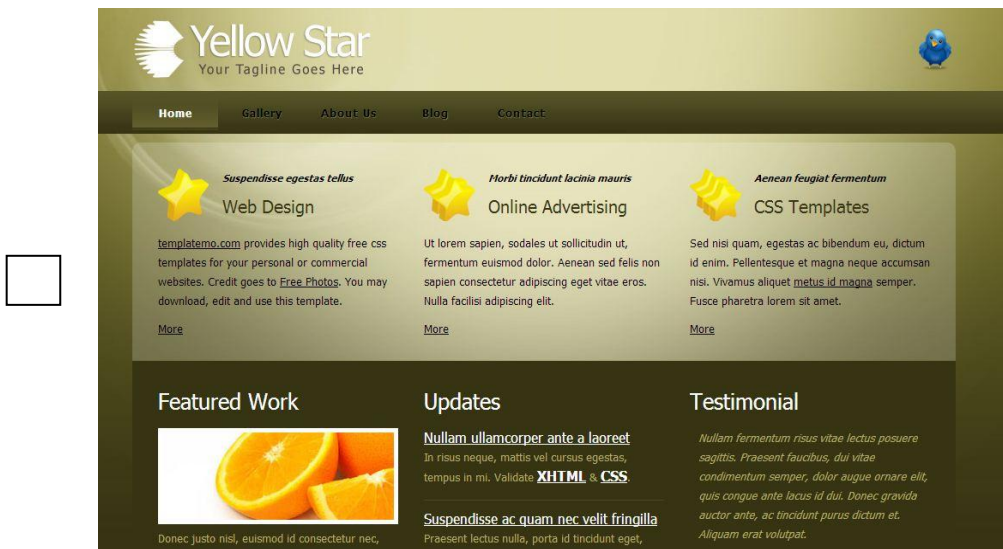 Yellow Star
Your Tagline Goes Here
Home Gallery About Us Blog Contact
Suspendisse egestas tellus
Web Design
templatemo.com provides high quality free css
templates for your personal or commercial
websites. Credit goes to Free Photos. You may
download, edit and use this template.
More
Morbi tincidunt lacinia mauris
Online Advertising
Ut lorem sapien, sodales ut sollicitudin ut,
fermentum euismod dolor. Aenean sed felis non
sapien consectetur adipiscing eget vitae eros.
Nulla facilisi adipiscing elit.
More
Aenean feugiat fermentum
CSS Templates
Sed nisi quam, egestas ac bibendum eu, dictum
id enim. Pellentesque et magna neque accumsan
nisi. Vivamus aliquet metus id magna semper.
Fusce pharetra lorem sit amet.
More
Featured Work
Donec justo nisl, euismod id consectetur nec,
Updates
Nullam ullamcorper ante a laoreet
In risus neque, mattis vel cursus egestas,
tempus in mi. Validate XHTML & CSS.
Suspendisse ac quam nec velit fringilla
Praesent lectus nulla, porta id tincidunt eget,
Testimonial
Nullam fermentum risus vitae lectus posuere
sagittis. Praesent faucibus, dui vitae
condimentum semper, dolor augue ornare elit,
quis congue ante lacus id dui. Donec gravida
auctor ante, ac tincidunt purus dictum et.
Aliquam erat volutpat.